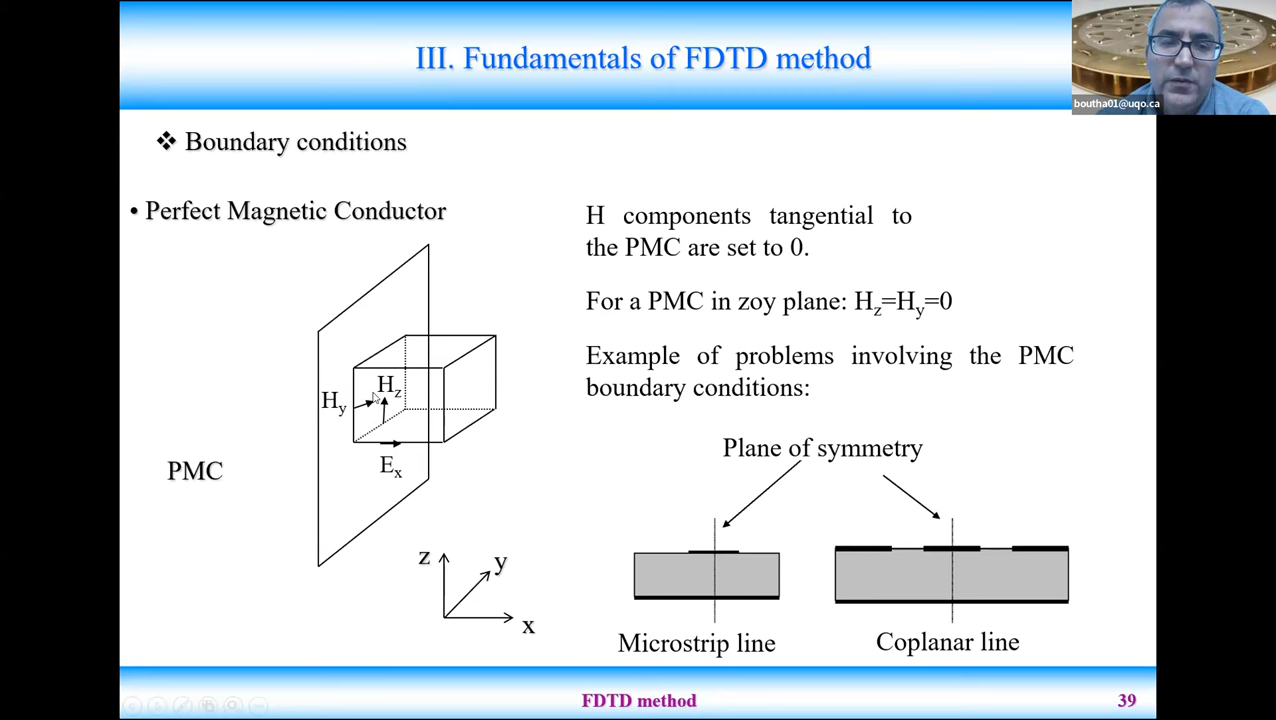 III. Fundamentals of FDTD method
boutha01@uqo.ca
❖ Boundary conditions
• Perfect Magnetic Conductor
H components tangential to
the PMC are set to 0.
For a PMC in zoy plane: Hz=Hy=0
Example of problems involving the PMC
boundary conditions:
Hz
Hy
Ex
PMC
z
y
x
Plane of symmetry
Microstrip line
Coplanar line
FDTD method
39